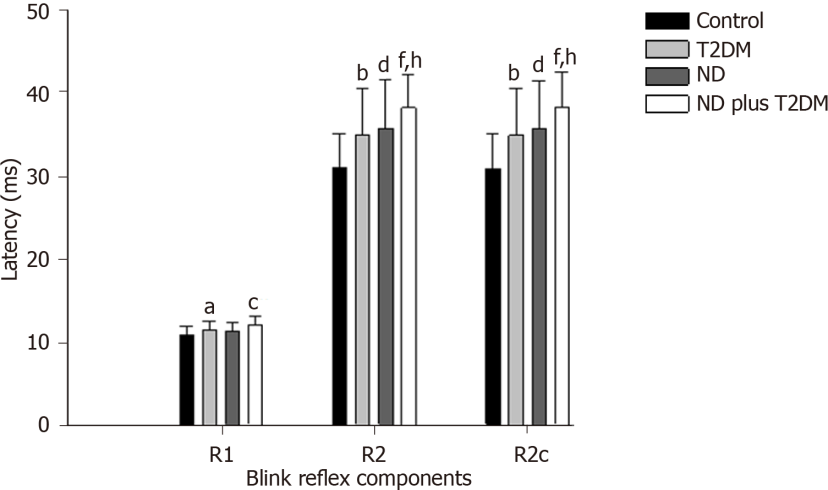 50
40
30
20
10
0
Latency (ms)
a
c
b
d
f,h
b
d
f,h
R1
R2
R2c
Blink reflex components
Control
T2DM
ND
ND plus T2DM